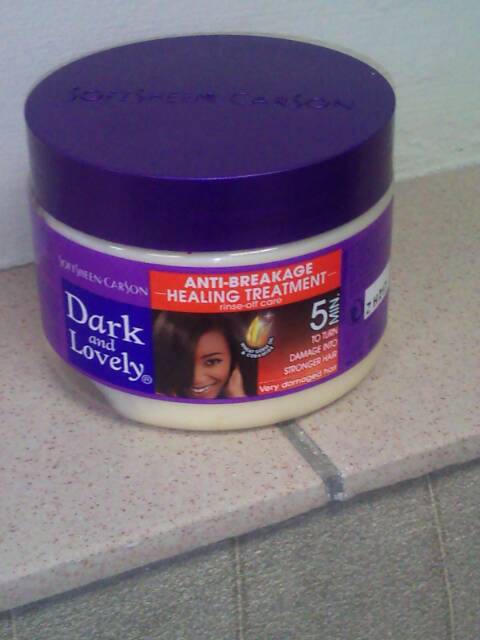 SOFTSHEEN CARSON
SOFTSHEEN-CARSON
Dark
and
Lovely®
ANTI-BREAKAGE
HEALING TREATMENT
rinse-off care
5 MIN.
TO TURN
DAMAGE INTO
STRONGER HAIR
Very damaged hair